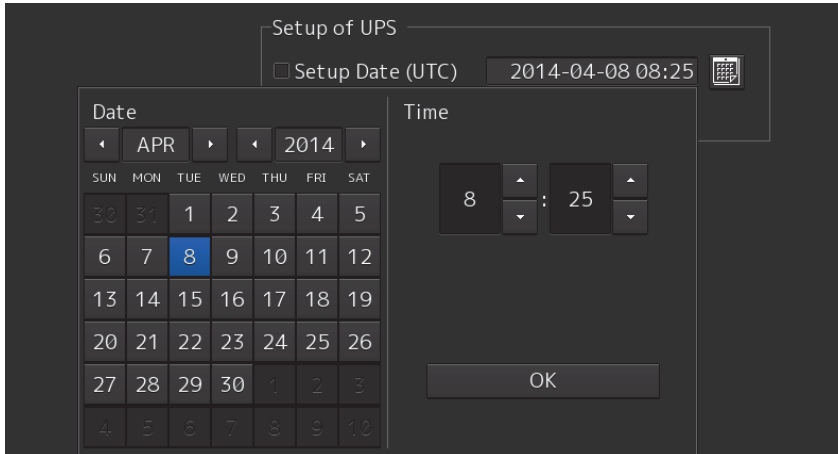 Setup of UPS
Setup Date (UTC) 2014-04-08 08:25
Date
APR 2014
SUN MON TUE WED THU FRI SAT
30 31 1 2 3 4 5
6 7 8 9 10 11 12
13 14 15 16 17 18 19
20 21 22 23 24 25 26
27 28 29 30 1 2 3
4 5 6 7 8 9 10
Time
8 : 25
OK